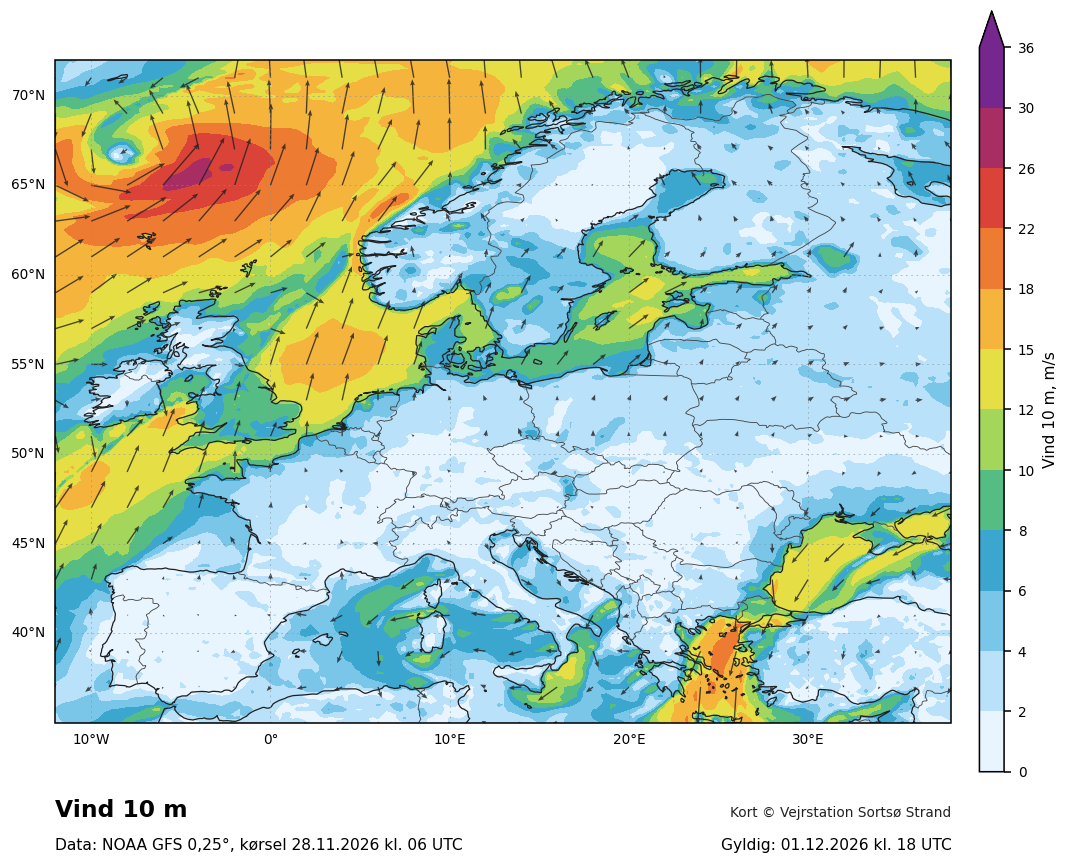 70°N
65°N
60°N
55°N
50°N
45°N
40°N
10°W
0°
10°E
20°E
30°E
36
30
26
22
18
15
12
10
8
6
4
2
0
Vind 10 m, m/s
Vind 10 m
Kort © Vejrstation Sortsø Strand
Data: NOAA GFS 0,25°, kørsel 28.11.2026 kl. 06 UTC
Gyldig: 01.12.2026 kl. 18 UTC